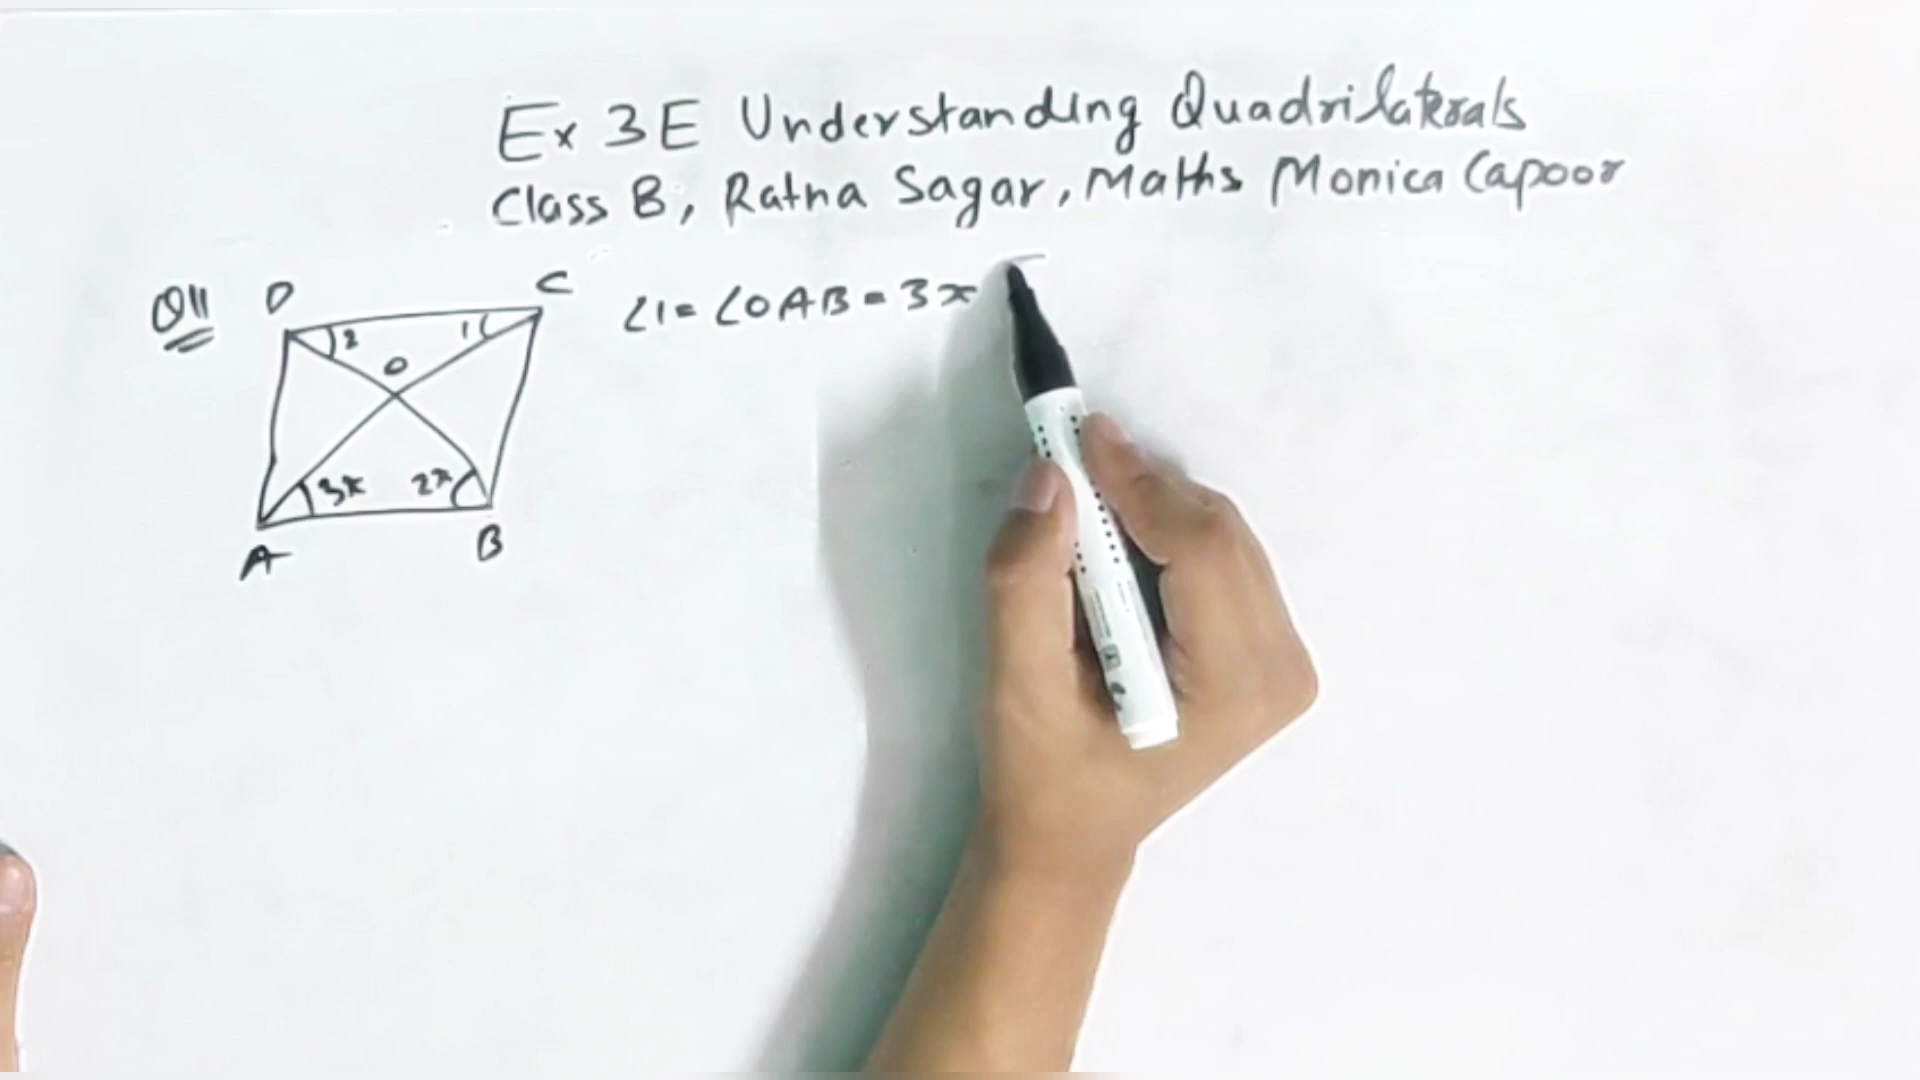 Ex 3E Understanding Quadrilaterals
Class 8, Ratna Sagar, Maths Monica Capoor
Q11
D
C
∠1 = ∠OAB = 3x
2
1
O
3x
2x
A
B